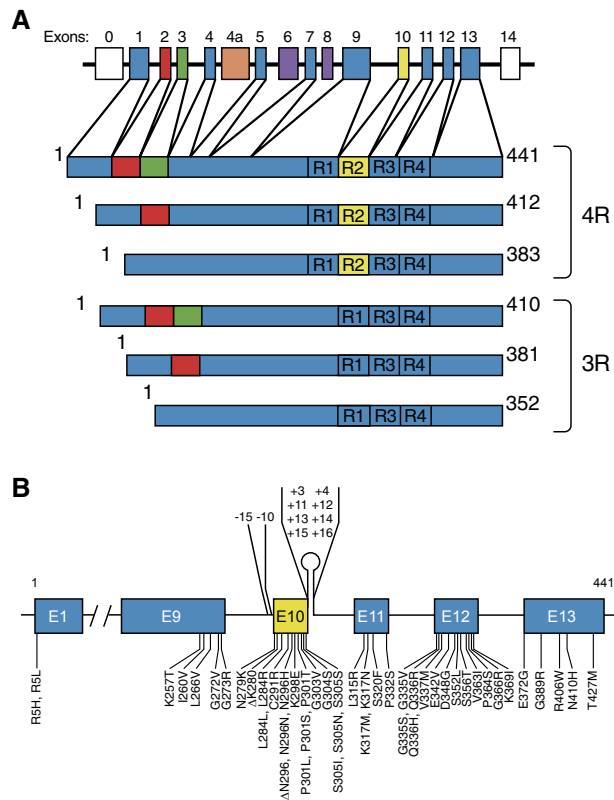 A
Exons: 0 1 2 3 4 4a 5 6 7 8 9 10 11 12 13 14
1 R1 R2 R3 R4 441
1 R1 R2 R3 R4 412
1 R1 R2 R3 R4 383
4R
1 R1 R3 R4 410
1 R1 R3 R4 381
1 R1 R3 R4 352
3R
B
+3 +4
+11 +12
+13 +14
+15 +16
-15 -10
1 441
E1 E9 E10 E11 E12 E13
R5H, R5L
K257T
I260V
L266V
G272V
G273R
N279K
ΔK280
L284L, L284R
C291R
ΔN296, N296N, N296H
K298E
P301L, P301S, P301T
G303V
G304S
S305I, S305N, S305S
L315R
K317M, K317N
S320F
P332S
G335S, G335V
Q336H, Q336R
V337M
E342V
D348G
S352L
S356T
V363I
P364S
G366R
K369I
E372G
G389R
R406W
N410H
T427M